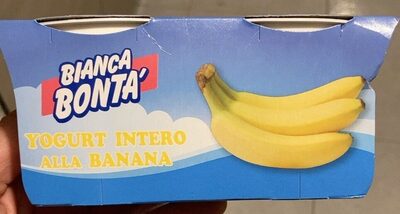 BIANCA
BONTA'
YOGURT INTERO
ALLA BANANA